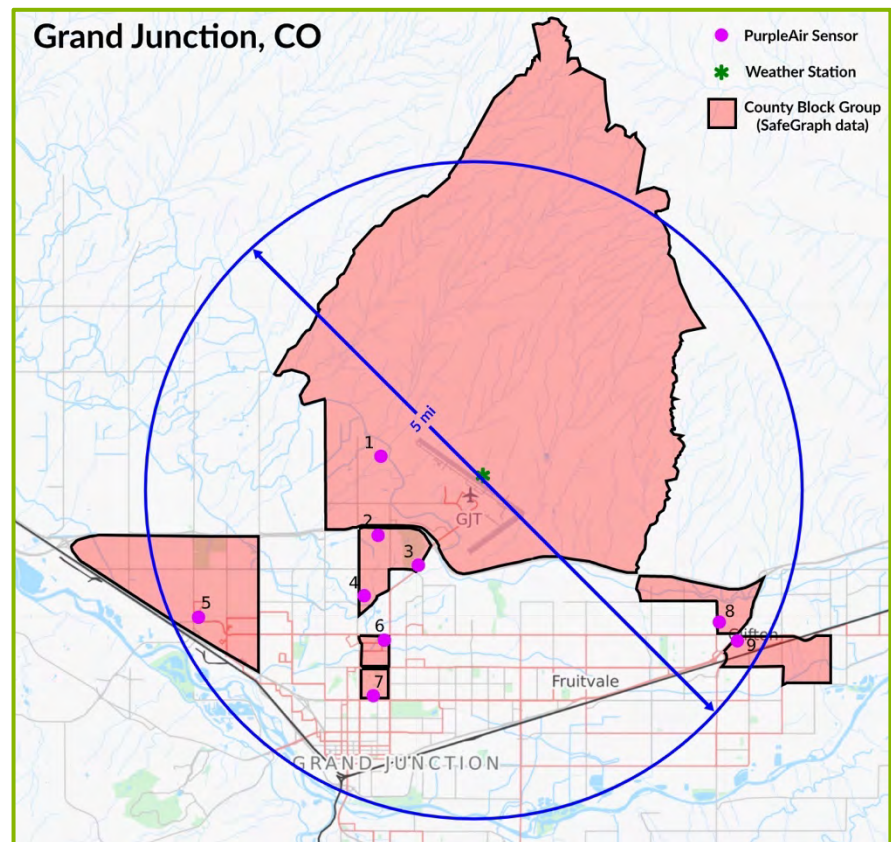 Grand Junction, CO
PurpleAir Sensor
Weather Station
County Block Group
(SafeGraph data)
5 mi
1
GJT
2
3
4
5
6
8
Clifton
9
7
Fruitvale
GRAND JUNCTION